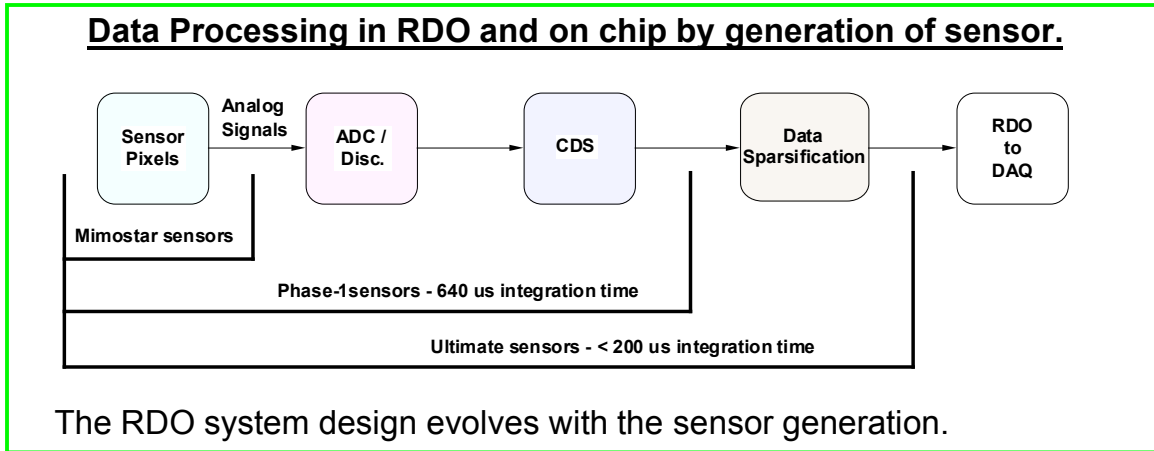 Data Processing in RDO and on chip by generation of sensor.
Sensor
Pixels
Analog
Signals
ADC /
Disc.
CDS
Data
Sparsification
RDO
to
DAQ
Mimostar sensors
Phase-1sensors - 640 us integration time
Ultimate sensors - < 200 us integration time
The RDO system design evolves with the sensor generation.